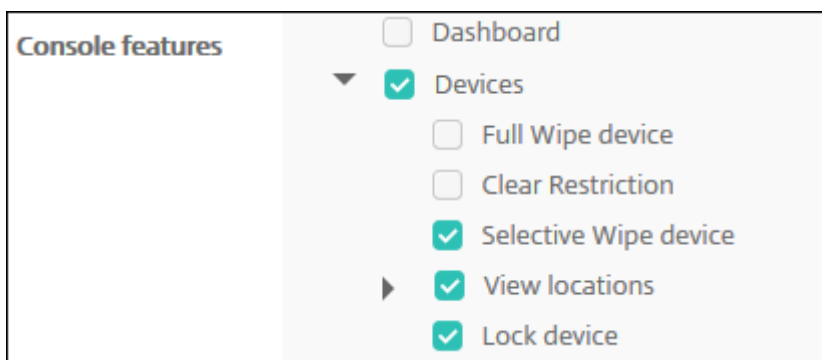 Console features
Dashboard
Devices
Full Wipe device
Clear Restriction
Selective Wipe device
View locations
Lock device